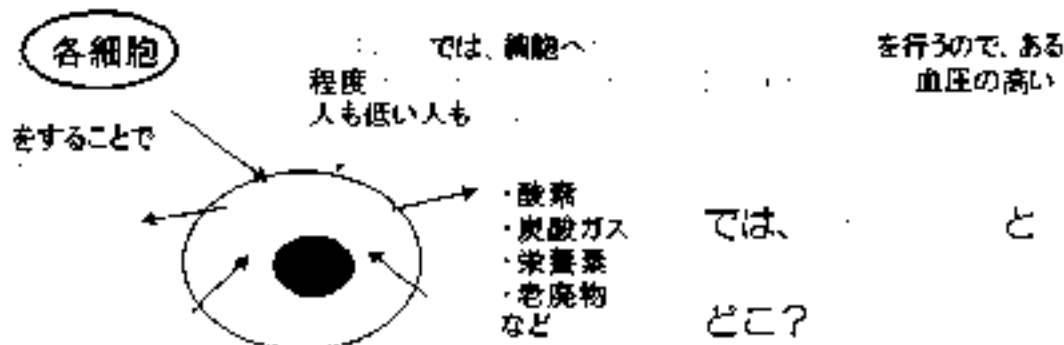 各細胞
では、細胞へ を行うので、ある
程度 血圧の高い
人も低い人も
をすることで
・酸素
・炭酸ガス
・栄養素
・老廃物
など
では、 と
どこ?